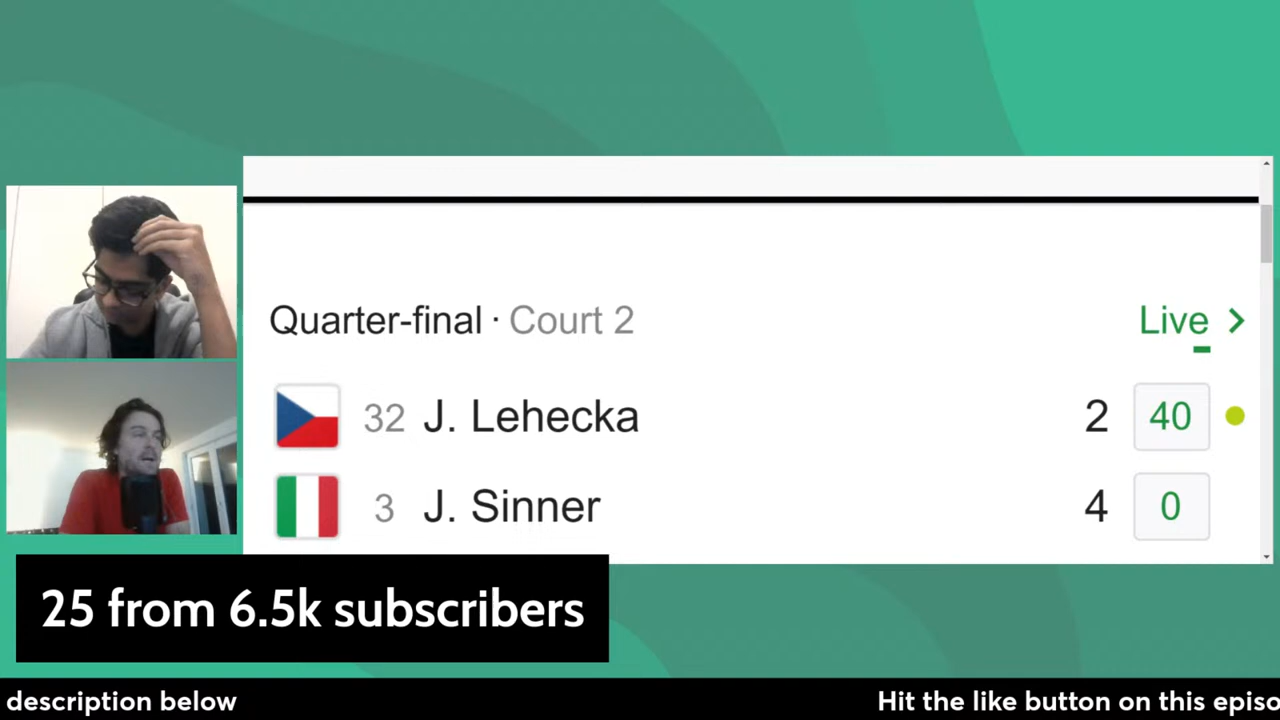 Quarter-final · Court 2
Live
32 J. Lehecka 2 40
3 J. Sinner 4 0
25 from 6.5k subscribers
description below Hit the like button on this episo